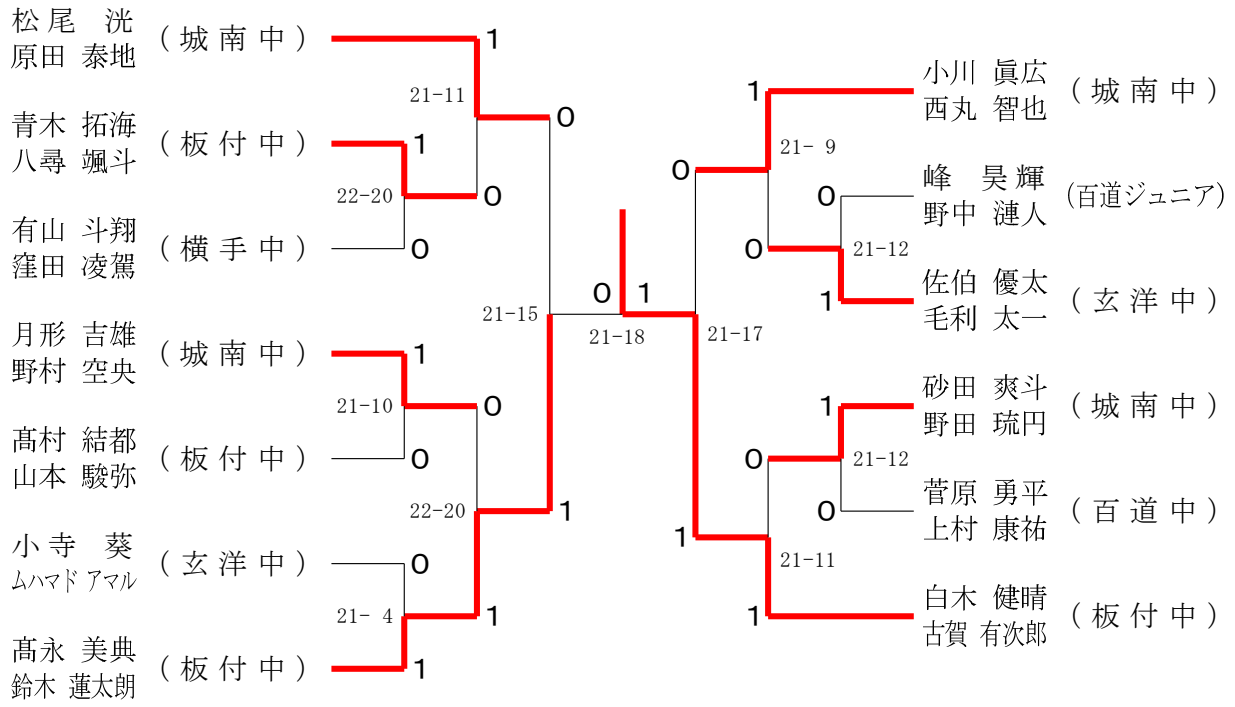 松尾 洸
原田 泰地
(城南中)
1
21-11
0
青木 拓海
八尋 颯斗
(板付中)
1
22-20
0
有山 斗翔
窪田 凌駕
(横手中)
0
21-15
月形 吉雄
野村 空央
(城南中)
1
21-10
0
髙村 結都
山本 駿弥
(板付中)
0
22-20
1
小寺 葵
ムハマド アマル
(玄洋中)
0
21- 4
1
髙永 美典
鈴木 蓮太朗
(板付中)
1
0
1
21-18
小川 眞広
西丸 智也
(城南中)
1
21- 9
0
峰 昊輝
野中 漣人
(百道ジュニア)
0
0
21-12
佐伯 優太
毛利 太一
(玄洋中)
1
21-17
砂田 爽斗
野田 琉円
(城南中)
1
0
21-12
菅原 勇平
上村 康祐
(百道中)
0
1
21-11
白木 健晴
古賀 有次郎
(板付中)
1